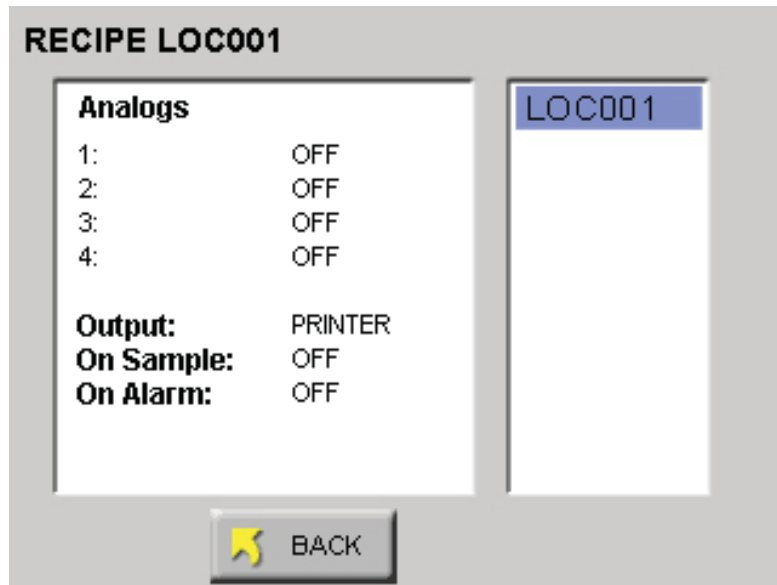 RECIPE LOC001
Analogs
1: OFF
2: OFF
3: OFF
4: OFF
Output: PRINTER
On Sample: OFF
On Alarm: OFF
LOC001
BACK